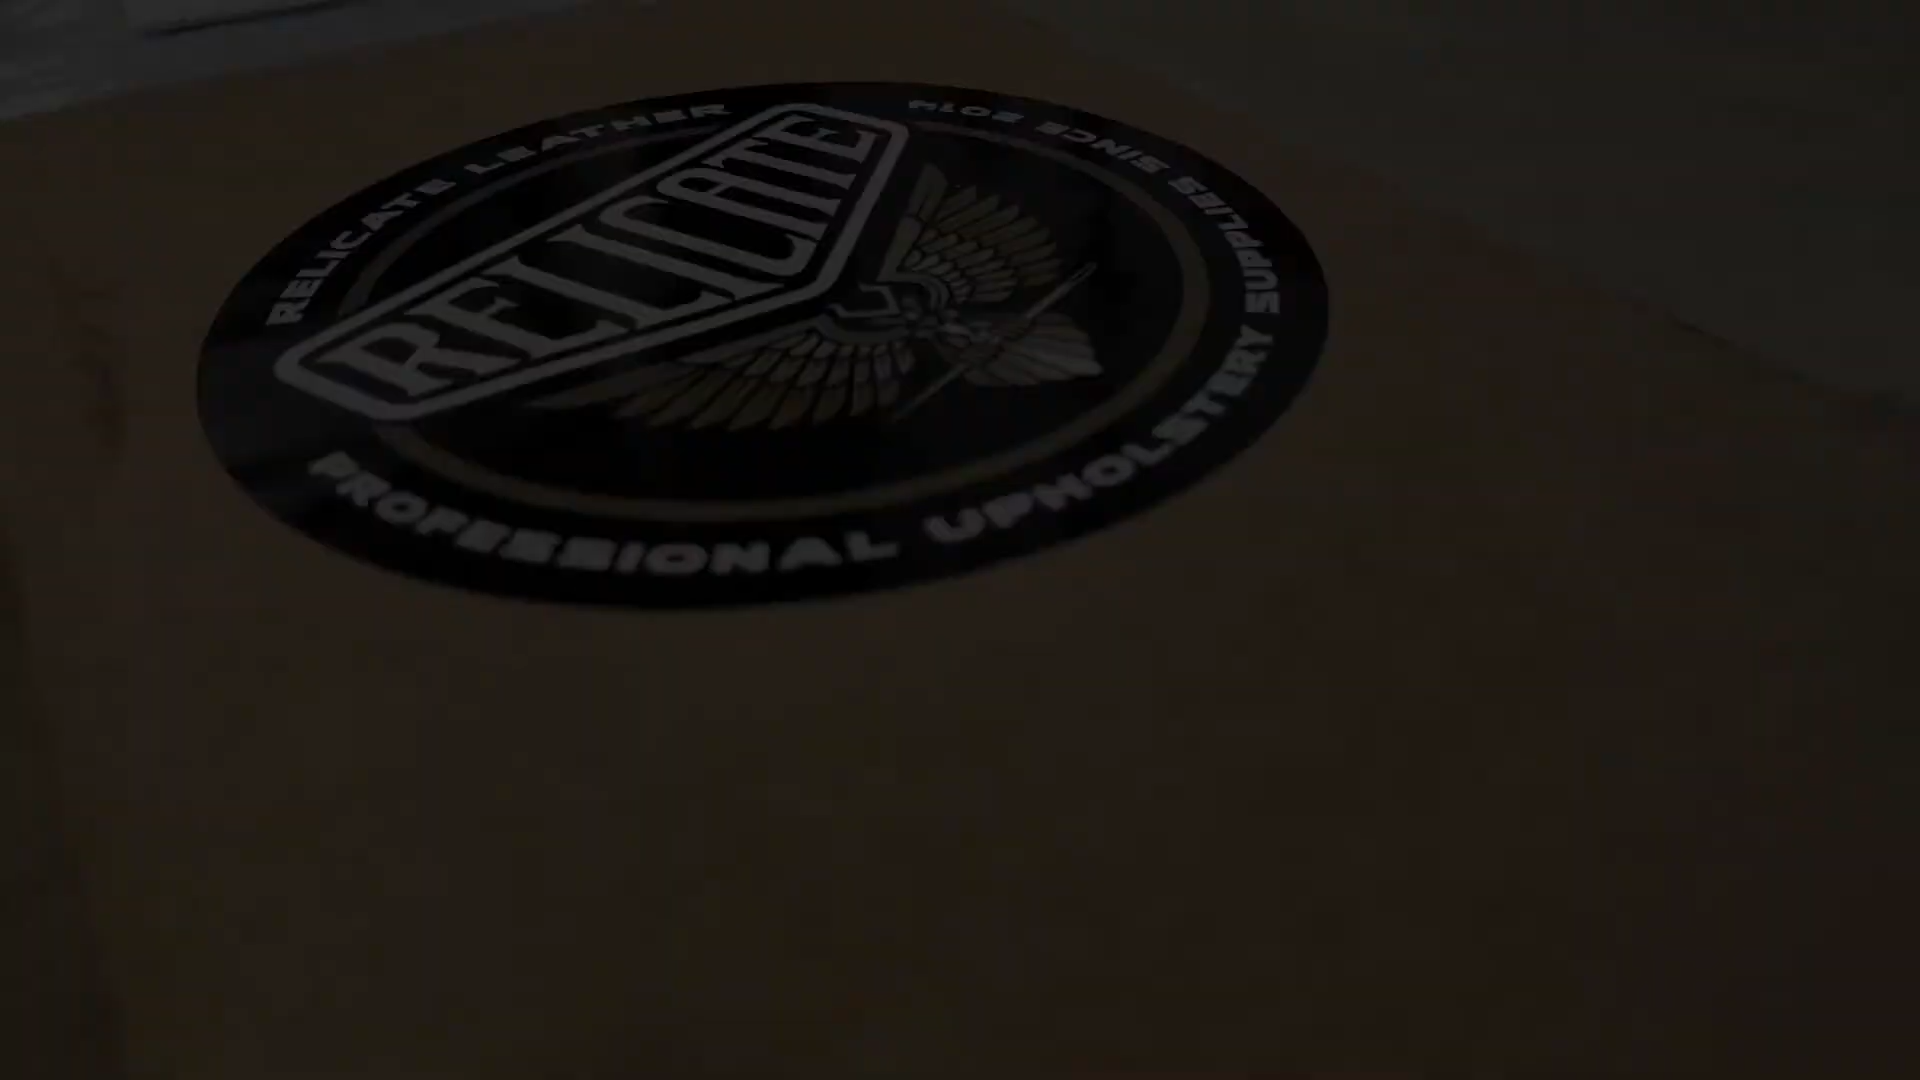 RELICATE LEATHER
RELICATE
PROFESSIONAL UPHOLSTERY SUPPLIES SINCE 2014